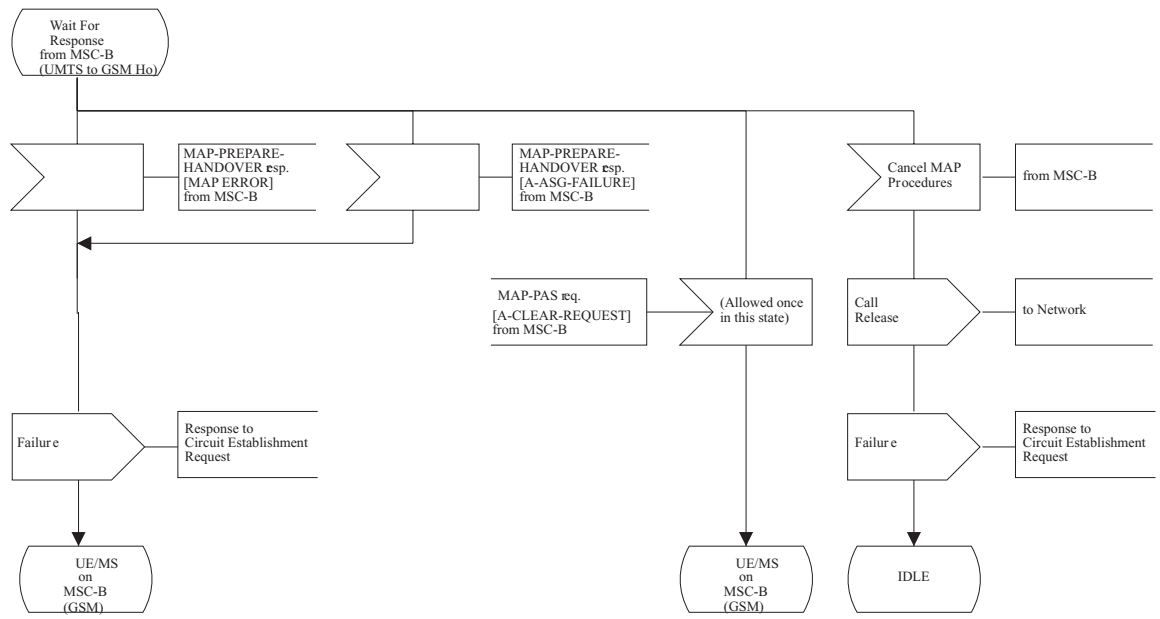 Wait For
Response
from MSC-B
(UMTS to GSM Ho)
MAP-PREPARE-
HANDOVER resp.
[MAP ERROR]
from MSC-B
MAP-PREPARE-
HANDOVER resp.
[A-ASG-FAILURE]
from MSC-B
Cancel MAP
Procedures
from MSC-B
MAP-PAS req.
[A-CLEAR-REQUEST]
from MSC-B
(Allowed once
in this state)
Call
Release
to Network
Failure
Response to
Circuit Establishment
Request
Failure
Response to
Circuit Establishment
Request
UE/MS
on
MSC-B
(GSM)
UE/MS
on
MSC-B
(GSM)
IDLE